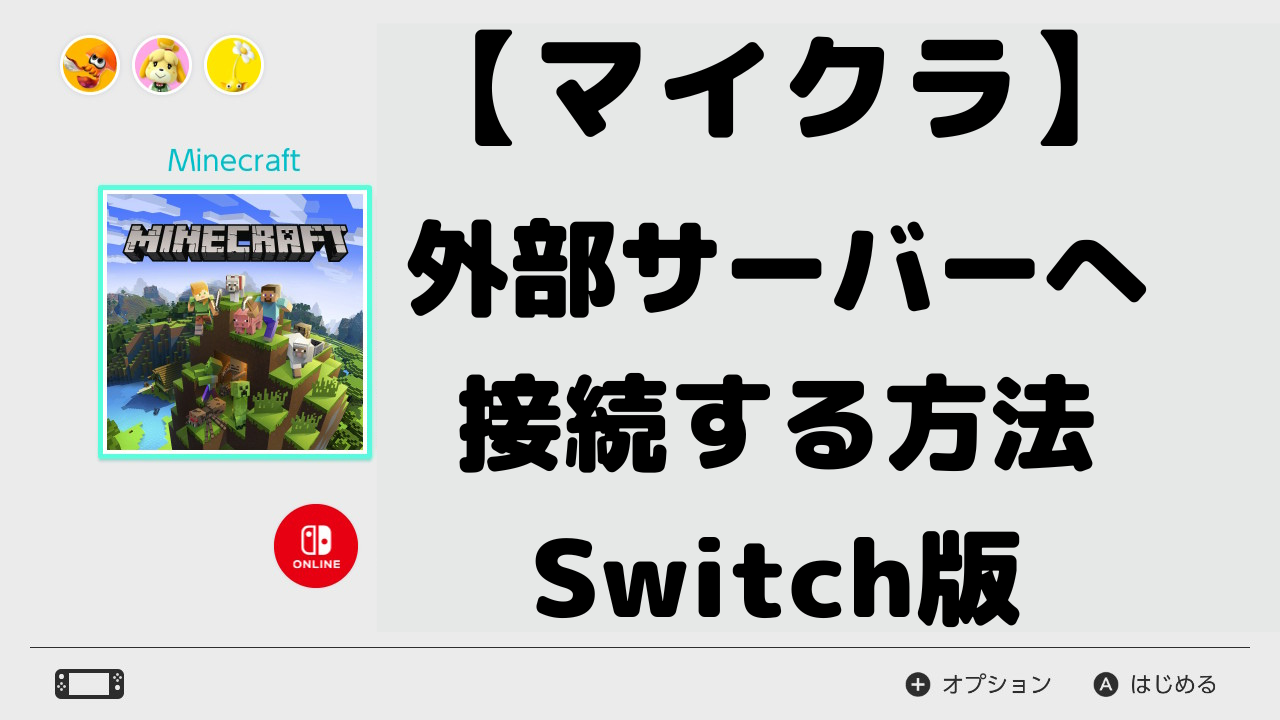 【マイクラ】
外部サーバーへ
接続する方法
Switch版
Minecraft
MINECRAFT
ONLINE
+ オプション
A はじめる